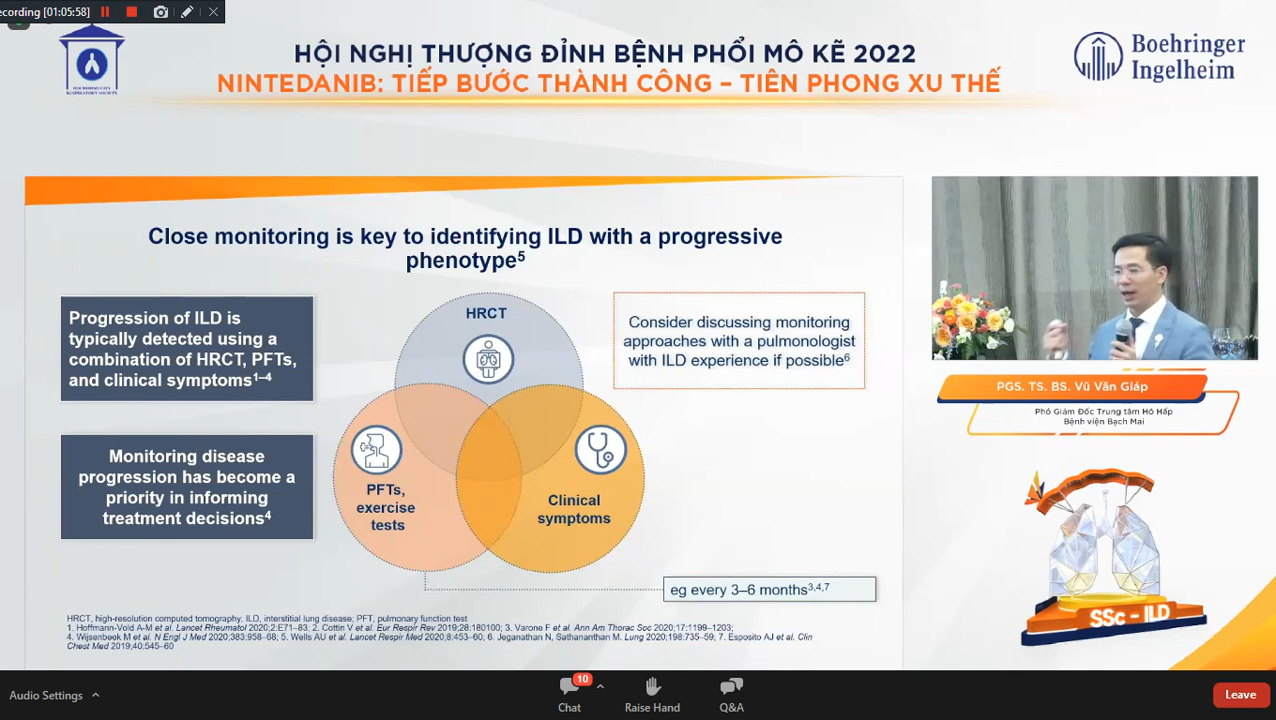 ecording [01:05:58]
HOCHIMINH CITY
RESPIRATORY SOCIETY
HỘI NGHỊ THƯỢNG ĐỈNH BỆNH PHỔI MÔ KẼ 2022
NINTEDANIB: TIẾP BƯỚC THÀNH CÔNG – TIÊN PHONG XU THẾ
Boehringer
Ingelheim
Close monitoring is key to identifying ILD with a progressive
phenotype⁵
Progression of ILD is
typically detected using a
combination of HRCT, PFTs,
and clinical symptoms¹⁻⁴
Monitoring disease
progression has become a
priority in informing
treatment decisions⁴
HRCT
PFTs,
exercise
tests
Clinical
symptoms
Consider discussing monitoring
approaches with a pulmonologist
with ILD experience if possible⁶
eg every 3–6 months³,⁴,⁷
HRCT, high-resolution computed tomography, ILD, interstitial lung disease; PFT, pulmonary function test
1. Hoffmann-Vold A-M et al. Lancet Rheumatol 2020;2:E71–83; 2. Cottin V et al. Eur Respir Rev 2019;28:180100; 3. Varone F et al. Ann Am Thorac Soc 2020;17:1199–1203;
4. Wijsenbeek M et al. N Engl J Med 2020;383:958–68; 5. Wells AU et al. Lancet Respir Med 2020;8:453–60; 6. Jeganathan N, Sathananthan M. Lung 2020;198:735–59; 7. Esposito AJ et al. Clin
Chest Med 2019;40:545–60
PGS. TS. BS. Vũ Văn Giáp
Phó Giám Đốc Trung tâm Hô Hấp
Bệnh viện Bạch Mai
SSc - ILD
Audio Settings
10
Chat
Raise Hand
Q&A
Leave